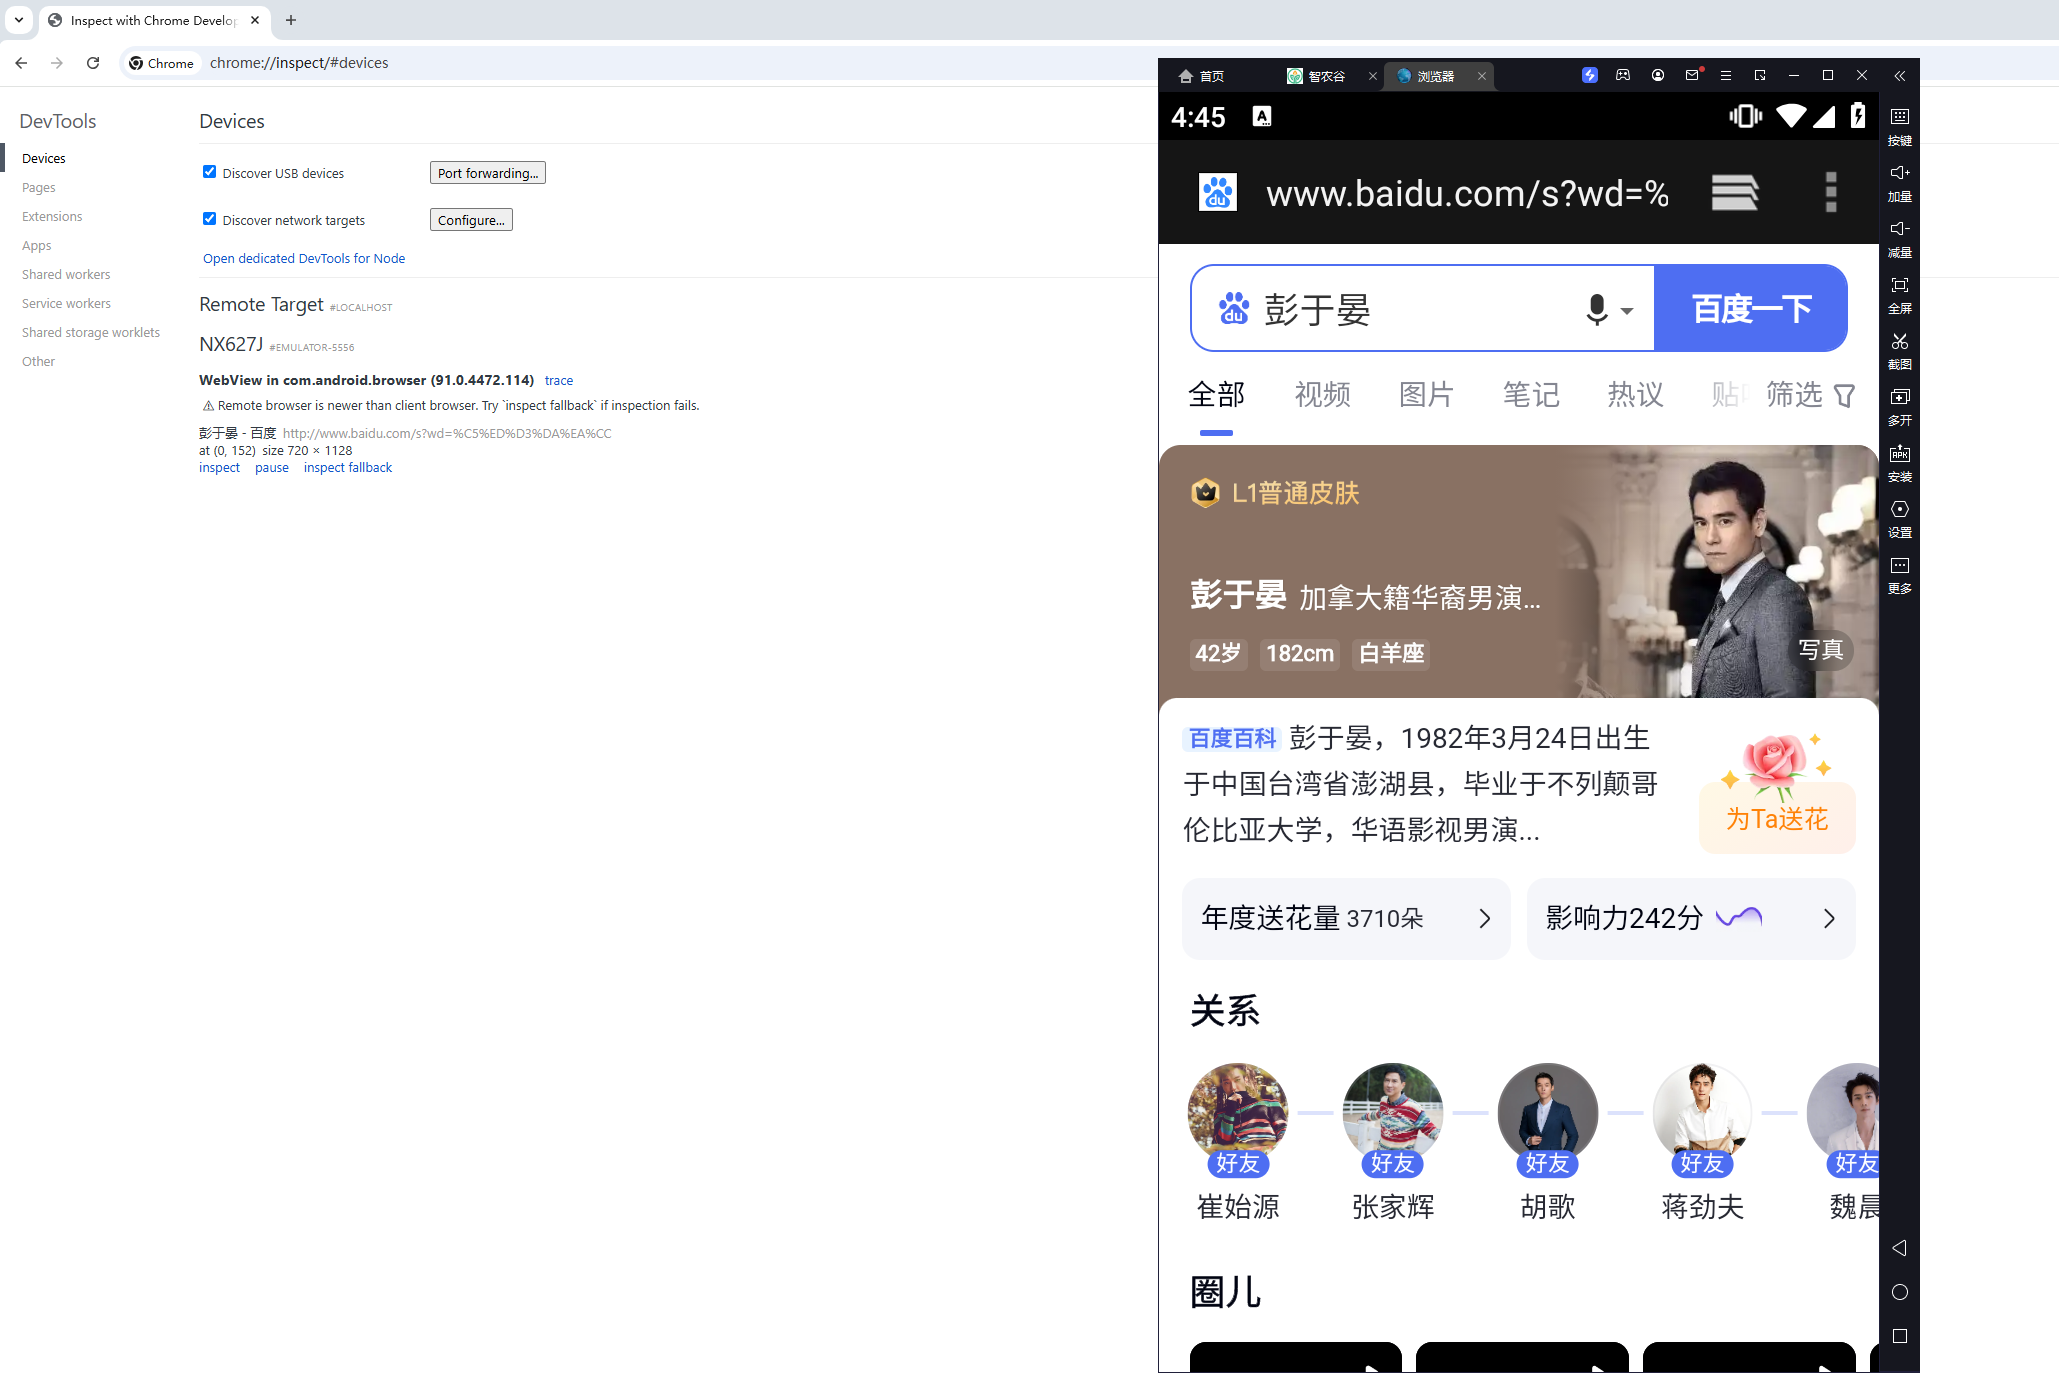 Inspect with Chrome Develop
Chrome
chrome://inspect/#devices
DevTools
Devices
Pages
Extensions
Apps
Shared workers
Service workers
Shared storage worklets
Other
Devices
Discover USB devices
Port forwarding...
Discover network targets
Configure...
Open dedicated DevTools for Node
Remote Target #LOCALHOST
NX627J #EMULATOR-5556
WebView in com.android.browser (91.0.4472.114) trace
⚠ Remote browser is newer than client browser. Try `inspect fallback` if inspection fails.
彭于晏 - 百度 http://www.baidu.com/s?wd=%C5%ED%D3%DA%EA%CC
at (0, 152) size 720 × 1128
inspect pause inspect fallback
首页
智农谷
浏览器
4:45
A
www.baidu.com/s?wd=%
du
du
彭于晏
百度一下
全部
视频
图片
笔记
热议
贴
筛选
L1普通皮肤
彭于晏 加拿大籍华裔男演...
42岁 182cm 白羊座
写真
百度百科 彭于晏，1982年3月24日出生
于中国台湾省澎湖县，毕业于不列颠哥
伦比亚大学，华语影视男演...
为Ta送花
年度送花量 3710朵
影响力242分
关系
好友
好友
好友
好友
好友
崔始源
张家辉
胡歌
蒋劲夫
魏晨
圈儿
按键
加量
减量
全屏
截图
多开
APK
安装
设置
更多